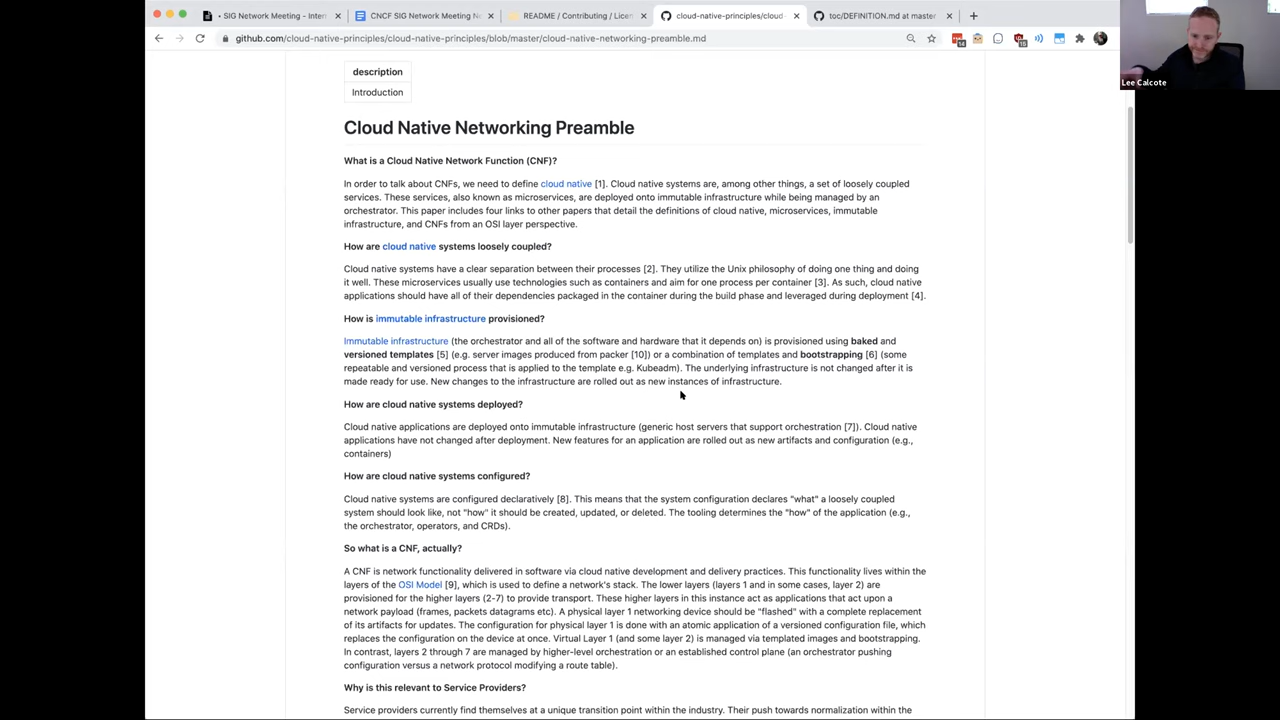 SIG Network Meeting - Intern
CNCF SIG Network Meeting N
README / Contributing / Licen
cloud-native-principles/cloud-
toc/DEFINITION.md at master
github.com/cloud-native-principles/cloud-native-principles/blob/master/cloud-native-networking-preamble.md
Lee Calcote
description
Introduction
Cloud Native Networking Preamble
What is a Cloud Native Network Function (CNF)?
In order to talk about CNFs, we need to define cloud native [1]. Cloud native systems are, among other things, a set of loosely coupled
services. These services, also known as microservices, are deployed onto immutable infrastructure while being managed by an
orchestrator. This paper includes four links to other papers that detail the definitions of cloud native, microservices, immutable
infrastructure, and CNFs from an OSI layer perspective.
How are cloud native systems loosely coupled?
Cloud native systems have a clear separation between their processes [2]. They utilize the Unix philosophy of doing one thing and doing
it well. These microservices usually use technologies such as containers and aim for one process per container [3]. As such, cloud native
applications should have all of their dependencies packaged in the container during the build phase and leveraged during deployment [4].
How is immutable infrastructure provisioned?
Immutable infrastructure (the orchestrator and all of the software and hardware that it depends on) is provisioned using baked and
versioned templates [5] (e.g. server images produced from packer [10]) or a combination of templates and bootstrapping [6] (some
repeatable and versioned process that is applied to the template e.g. Kubeadm). The underlying infrastructure is not changed after it is
made ready for use. New changes to the infrastructure are rolled out as new instances of infrastructure.
How are cloud native systems deployed?
Cloud native applications are deployed onto immutable infrastructure (generic host servers that support orchestration [7]). Cloud native
applications have not changed after deployment. New features for an application are rolled out as new artifacts and configuration (e.g.,
containers)
How are cloud native systems configured?
Cloud native systems are configured declaratively [8]. This means that the system configuration declares "what" a loosely coupled
system should look like, not "how" it should be created, updated, or deleted. The tooling determines the "how" of the application (e.g.,
the orchestrator, operators, and CRDs).
So what is a CNF, actually?
A CNF is network functionality delivered in software via cloud native development and delivery practices. This functionality lives within the
layers of the OSI Model [9], which is used to define a network's stack. The lower layers (layers 1 and in some cases, layer 2) are
provisioned for the higher layers (2-7) to provide transport. These higher layers in this instance act as applications that act upon a
network payload (frames, packets datagrams etc). A physical layer 1 networking device should be "flashed" with a complete replacement
of its artifacts for updates. The configuration for physical layer 1 is done with an atomic application of a versioned configuration file, which
replaces the configuration on the device at once. Virtual Layer 1 (and some layer 2) is managed via templated images and bootstrapping.
In contrast, layers 2 through 7 are managed by higher-level orchestration or an established control plane (an orchestrator pushing
configuration versus a network protocol modifying a route table).
Why is this relevant to Service Providers?
Service providers currently find themselves at a unique transition point within the industry. Their push towards normalization within the